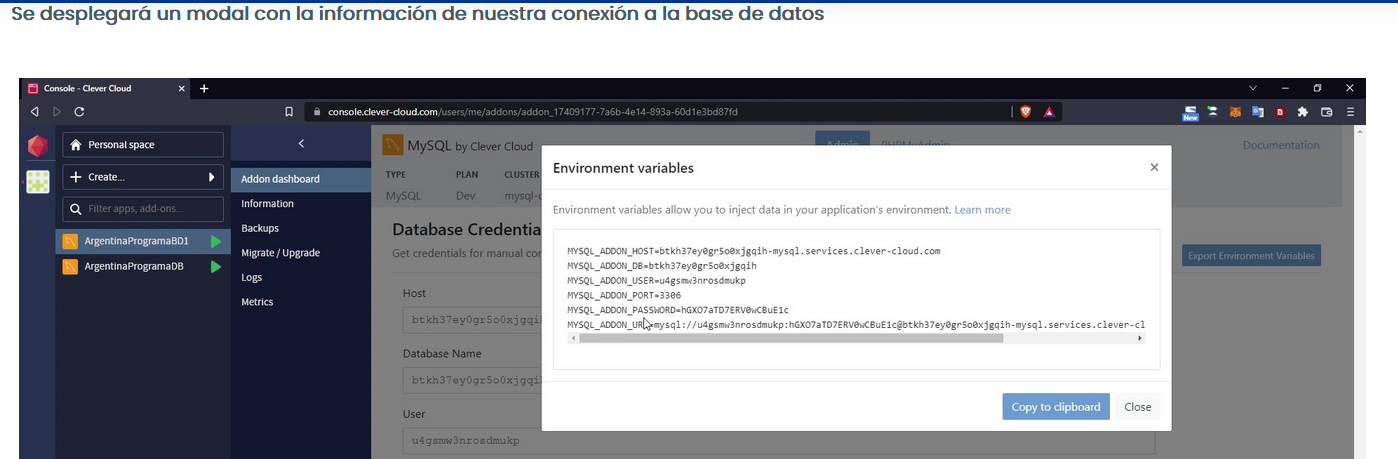 Se desplegará un modal con la información de nuestra conexión a la base de datos
Console - Clever Cloud
console.clever-cloud.com/users/me/addons/addon_17409177-7a6b-4e14-893a-60d1e3bd87fd
New
Personal space
Create...
Filter apps, add-ons...
ArgentinaProgramaBD1
ArgentinaProgramaDB
Addon dashboard
Information
Backups
Migrate / Upgrade
Logs
Metrics
MySQL by Clever Cloud
Admin PHPMyAdmin
Documentation
TYPE PLAN CLUSTER
MySQL Dev mysql-c
Database Credentia
Get credentials for manual cor
Export Environment Variables
Host
btkh37ey0gr5o0xjgqi
Database Name
btkh37ey0gr5o0xjgqi
User
u4gsmw3nrosdmukp
Environment variables
Environment variables allow you to inject data in your application's environment. Learn more
MYSQL_ADDON_HOST=btkh37ey0gr5o0xjgqih-mysql.services.clever-cloud.com
MYSQL_ADDON_DB=btkh37ey0gr5o0xjgqih
MYSQL_ADDON_USER=u4gsmw3nrosdmukp
MYSQL_ADDON_PORT=3306
MYSQL_ADDON_PASSWORD=hGXO7aTD7ERV0wCBuE1c
MYSQL_ADDON_URI=mysql://u4gsmw3nrosdmukp:hGXO7aTD7ERV0wCBuE1c@btkh37ey0gr5o0xjgqih-mysql.services.clever-cl
Copy to clipboard
Close